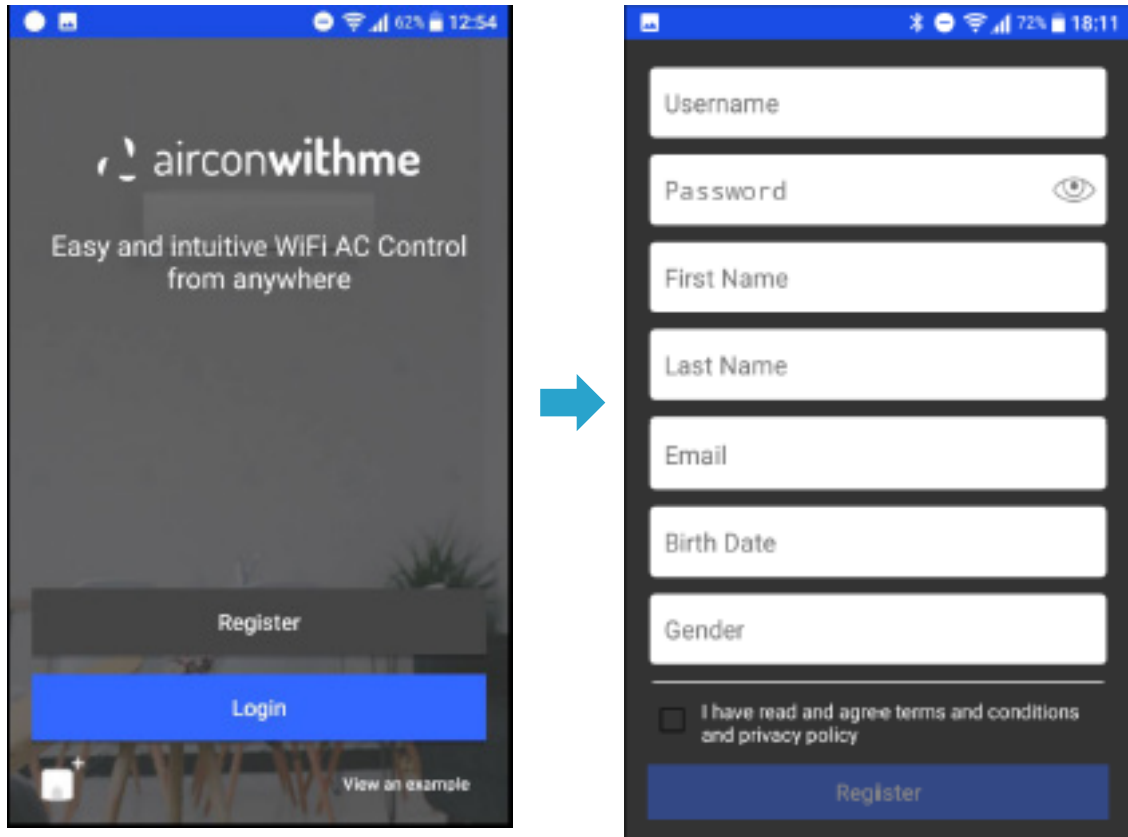 62% 12:54
airconwithme
Easy and intuitive WiFi AC Control
from anywhere
Register
Login
View an example
72% 18:11
Username
Password
First Name
Last Name
Email
Birth Date
Gender
I have read and agree terms and conditions
and privacy policy
Register